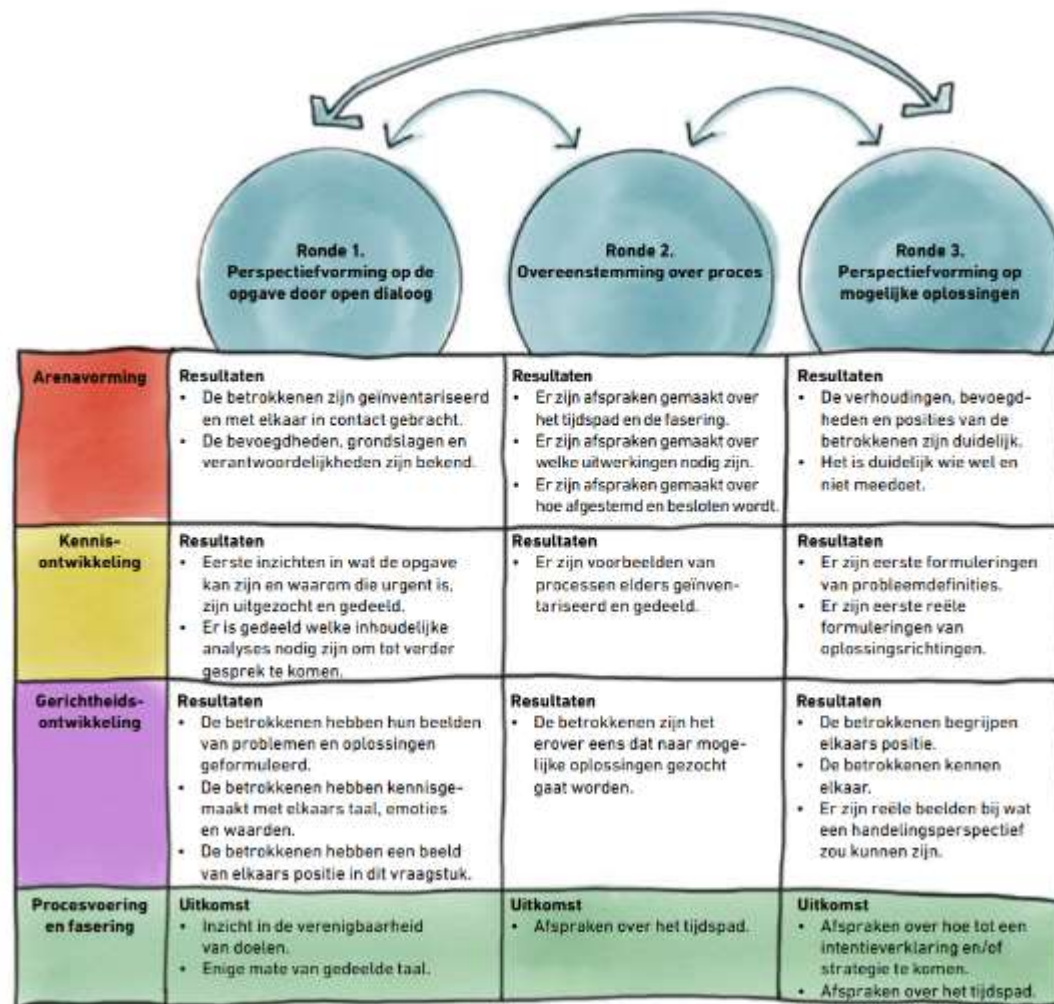 Ronde 1.
Perspectiefvorming op de
opgave door open dialoog
Ronde 2.
Overeenstemming over proces
Ronde 3.
Perspectiefvorming op
mogelijke oplossingen
Arenavorming
Resultaten
• De betrokkenen zijn geïnventariseerd
en met elkaar in contact gebracht.
• De bevoegdheden, grondslagen en
verantwoordelijkheden zijn bekend.
Resultaten
• Er zijn afspraken gemaakt over
het tijdspad en de fasering.
• Er zijn afspraken gemaakt over
welke uitwerkingen nodig zijn.
• Er zijn afspraken gemaakt over
hoe afgestemd en besloten wordt.
Resultaten
• De verhoudingen, bevoegd-
heden en posities van de
betrokkenen zijn duidelijk.
• Het is duidelijk wie wel en
niet meedoet.
Kennis-
ontwikkeling
Resultaten
• Eerste inzichten in wat de opgave
kan zijn en waarom die urgent is,
zijn uitgezocht en gedeeld.
• Er is gedeeld welke inhoudelijke
analyses nodig zijn om tot verder
gesprek te komen.
Resultaten
• Er zijn voorbeelden van
processen elders geïnven-
tariseerd en gedeeld.
Resultaten
• Er zijn eerste formuleringen
van probleemdefinities.
• Er zijn eerste reële
formuleringen van
oplossingsrichtingen.
Gerichtheids-
ontwikkeling
Resultaten
• De betrokkenen hebben hun beelden
van problemen en oplossingen
geformuleerd.
• De betrokkenen hebben kennisge-
maakt met elkaars taal, emoties
en waarden.
• De betrokkenen hebben een beeld
van elkaars positie in dit vraagstuk.
Resultaten
• De betrokkenen zijn het
erover eens dat naar moge-
lijke oplossingen gezocht
gaat worden.
Resultaten
• De betrokkenen begrijpen
elkaars positie.
• De betrokkenen kennen
elkaar.
• Er zijn reële beelden bij wat
een handelingsperspectief
zou kunnen zijn.
Procesvoering
en fasering
Uitkomst
• Inzicht in de verenigbaarheid
van doelen.
• Enige mate van gedeelde taal.
Uitkomst
• Afspraken over het tijdspad.
Uitkomst
• Afspraken over hoe tot een
intentieverklaring en/of
strategie te komen.
• Afspraken over het tijdspad.